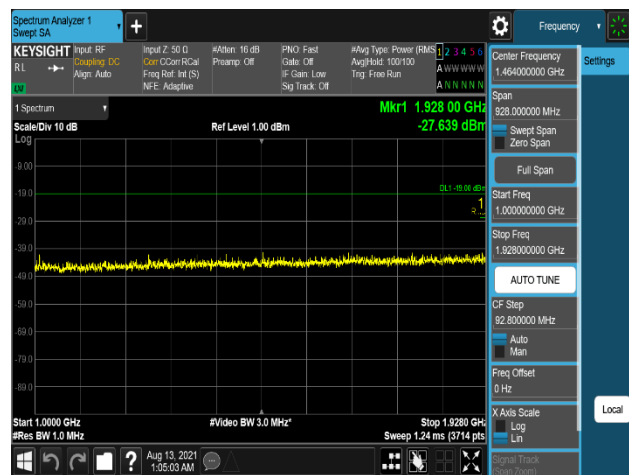 Spectrum Analyzer 1
Swept SA
+
Frequency
KEYSIGHT
R L
Input: RF
Coupling: DC
Align: Auto
Input Z: 50 Ω
Corr CCorr RCal
Freq Ref: Int (S)
NFE: Adaptive
#Atten: 16 dB
Preamp: Off
PNO: Fast
Gate: Off
IF Gain: Low
Sig Track: Off
#Avg Type: Power (RMS
Avg|Hold: 100/100
Trig: Free Run
1 2 3 4 5 6
A W W W W W
A N N N N N
LXI
1 Spectrum
Scale/Div 10 dB
Ref Level 1.00 dBm
Mkr1 1.928 00 GHz
-27.639 dBm
Log
-9.00
-19.0
-29.0
-39.0
-49.0
-59.0
-69.0
-79.0
-89.0
DL1 -19.00 dBm
1
Start 1.0000 GHz
#Res BW 1.0 MHz
#Video BW 3.0 MHz*
Stop 1.9280 GHz
Sweep 1.24 ms (3714 pts
Aug 13, 2021
1:05:03 AM
Center Frequency
1.464000000 GHz
Settings
Span
928.000000 MHz
Swept Span
Zero Span
Full Span
Start Freq
1.000000000 GHz
Stop Freq
1.928000000 GHz
AUTO TUNE
CF Step
92.800000 MHz
Auto
Man
Freq Offset
0 Hz
X Axis Scale
Log
Lin
Local
Signal Track
(Span Zoom)